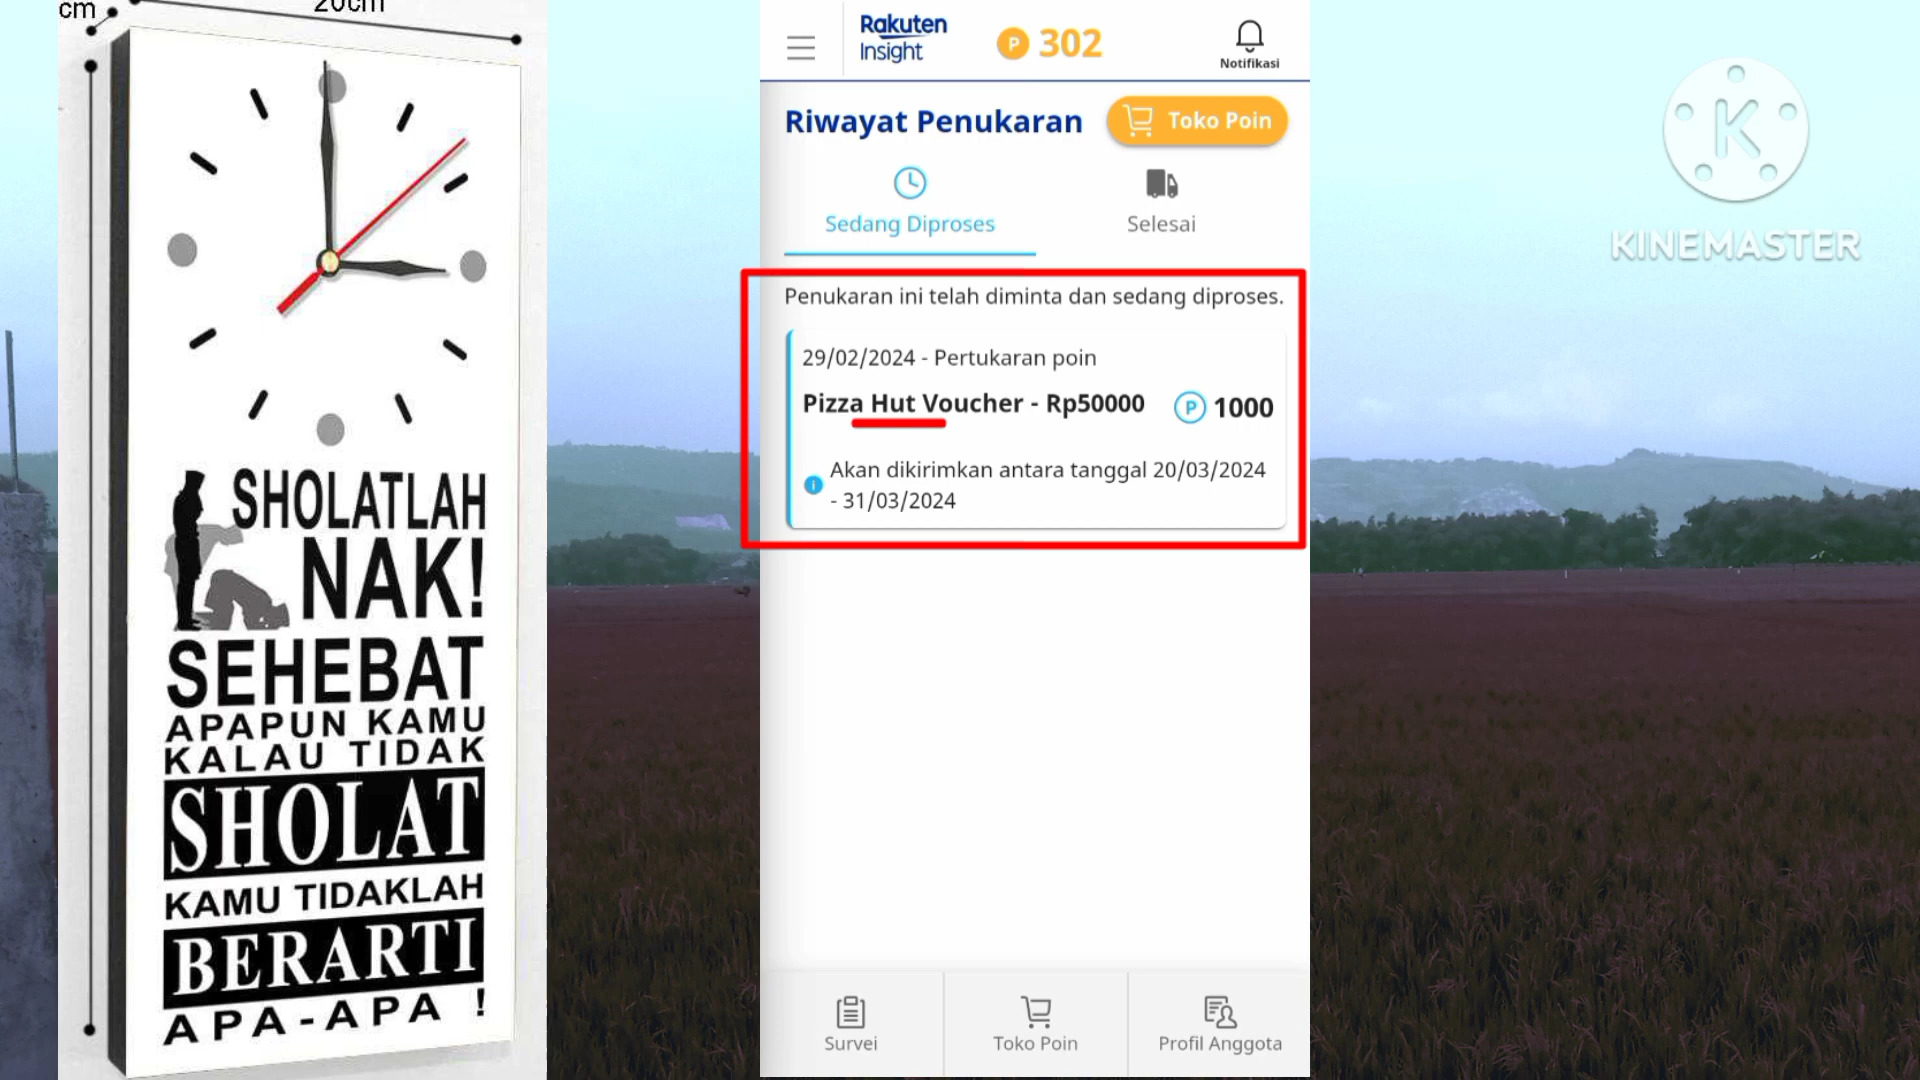 cm
20cm
SHOLATLAH
NAK!
SEHEBAT
APAPUN KAMU
KALAU TIDAK
SHOLAT
KAMU TIDAKLAH
BERARTI
APA-APA !
Rakuten
Insight
P 302
Notifikasi
Riwayat Penukaran
Toko Poin
Sedang Diproses
Selesai
Penukaran ini telah diminta dan sedang diproses.
29/02/2024 - Pertukaran poin
Pizza Hut Voucher - Rp50000
P 1000
Akan dikirimkan antara tanggal 20/03/2024
- 31/03/2024
Survei
Toko Poin
Profil Anggota
K
KINEMASTER